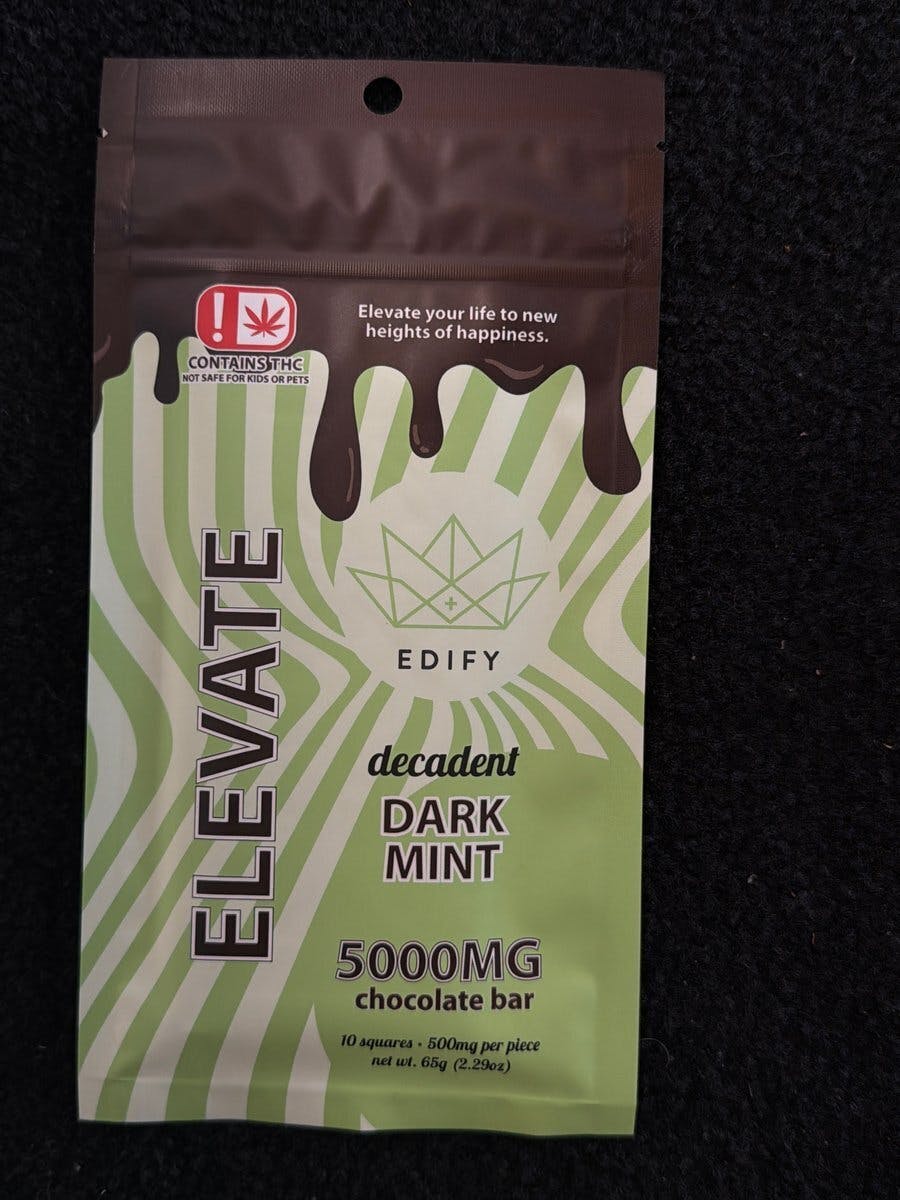 !
CONTAINS THC
NOT SAFE FOR KIDS OR PETS
Elevate your life to new
heights of happiness.
ELEVATE
EDIFY
decadent
DARK
MINT
5000MG
chocolate bar
10 squares • 500mg per piece
net wt. 65g (2.29oz)